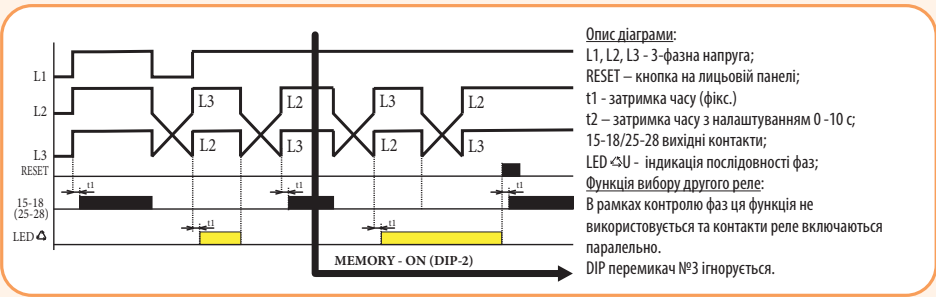 L1
L2
L3
RESET
15-18
(25-28)
LED
L3
L2
L2
L3
L3
L2
L2
L3
t1
t1
t1
t1
t1
MEMORY - ON (DIP-2)
Опис діаграми:
L1, L2, L3 - 3-фазна напруга;
RESET – кнопка на лицьовій панелі;
t1 - затримка часу (фікс.)
t2 – затримка часу з налаштуванням 0 -10 с;
15-18/25-28 вихідні контакти;
LED U - індикація послідовності фаз;
Функція вибору другого реле:
В рамках контролю фаз ця функція не
використовується та контакти реле включаються
паралельно.
DIP перемикач №3 ігнорується.